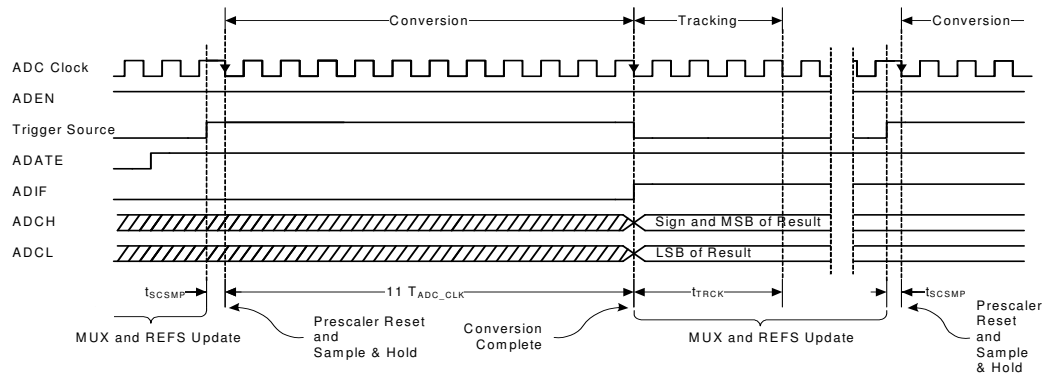 Conversion
Tracking
Conversion
ADC Clock
ADEN
Trigger Source
ADATE
ADIF
ADCH
Sign and MSB of Result
ADCL
LSB of Result
tSCSMP
11 TADC_CLK
tTRCK
tSCSMP
MUX and REFS Update
Prescaler Reset
and
Sample & Hold
Conversion
Complete
MUX and REFS Update
Prescaler
Reset
and
Sample
& Hold